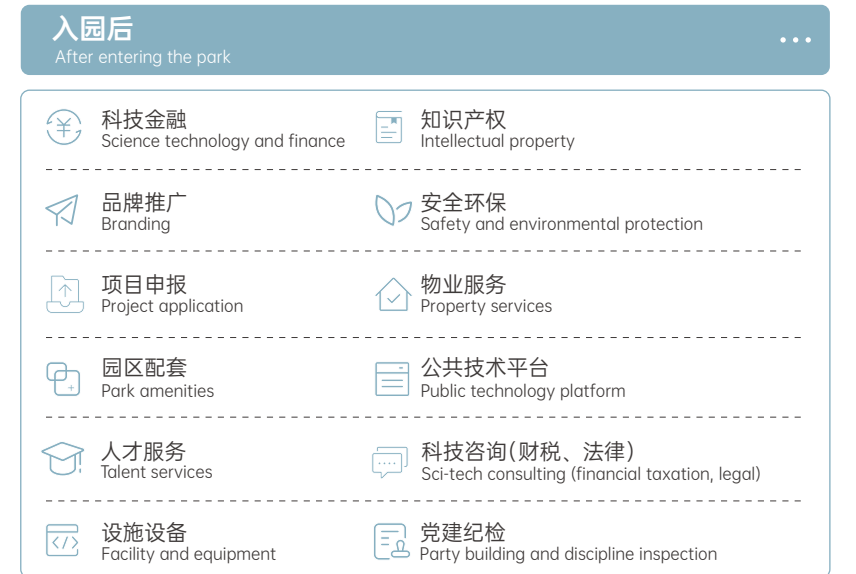 入园后
After entering the park
科技金融
Science technology and finance
知识产权
Intellectual property
品牌推广
Branding
安全环保
Safety and environmental protection
项目申报
Project application
物业服务
Property services
园区配套
Park amenities
公共技术平台
Public technology platform
人才服务
Talent services
科技咨询(财税、法律)
Sci-tech consulting (financial taxation, legal)
设施设备
Facility and equipment
党建纪检
Party building and discipline inspection